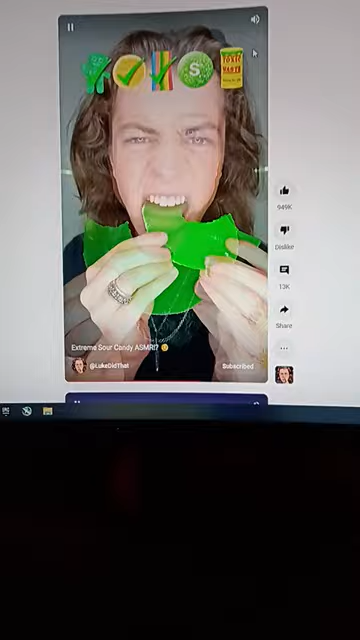 S
TOXIC
WASTE
949K
Dislike
13K
Share
Extreme Sour Candy ASMR!?
@LukeDidThat
Subscribed